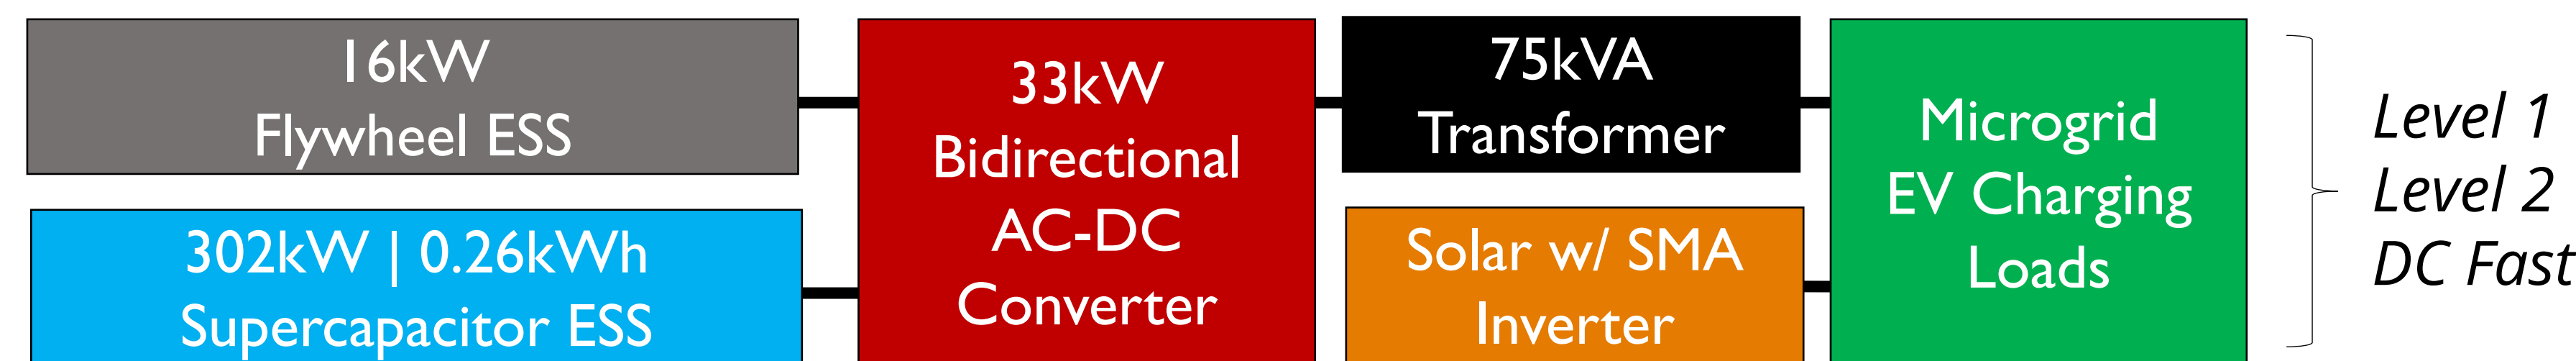 16kW
Flywheel ESS
302kW | 0.26kWh
Supercapacitor ESS
33kW
Bidirectional
AC-DC
Converter
75kVA
Transformer
Solar w/ SMA
Inverter
Microgrid
EV Charging
Loads
Level 1
Level 2
DC Fast